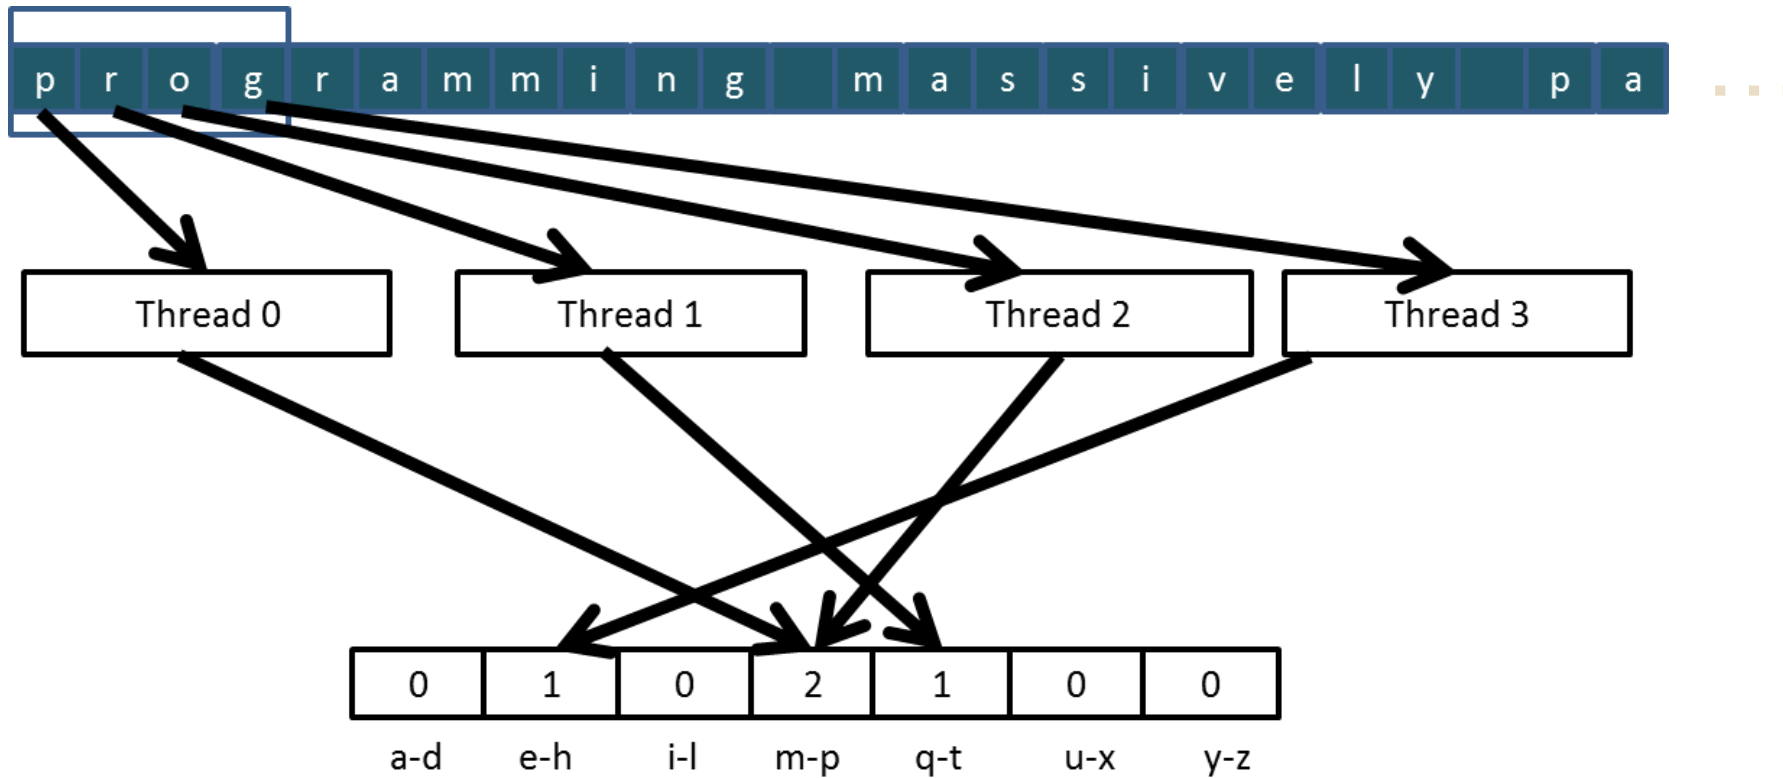 p r o g r a m m i n g m a s s i v e l y p a ...
Thread 0 Thread 1 Thread 2 Thread 3
0 1 0 2 1 0 0
a-d e-h i-l m-p q-t u-x y-z